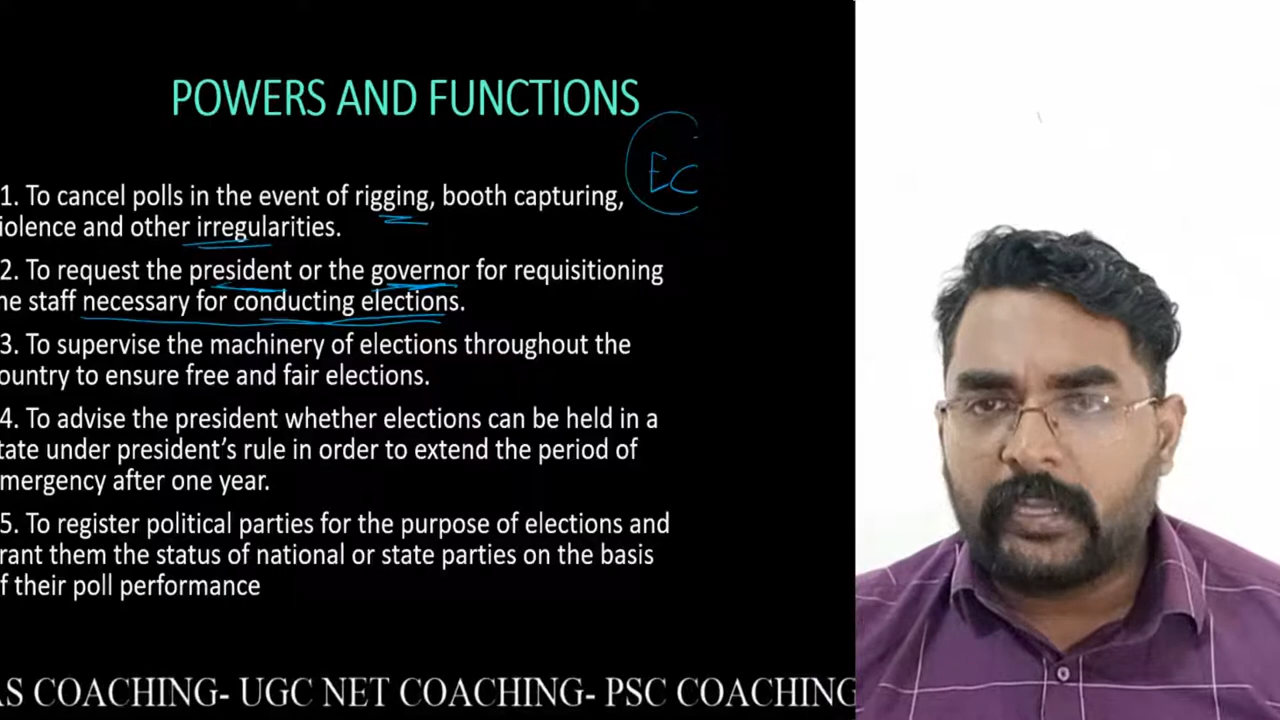 POWERS AND FUNCTIONS
EC
1. To cancel polls in the event of rigging, booth capturing,
iolence and other irregularities.
2. To request the president or the governor for requisitioning
he staff necessary for conducting elections.
3. To supervise the machinery of elections throughout the
ountry to ensure free and fair elections.
4. To advise the president whether elections can be held in a
tate under president's rule in order to extend the period of
mergency after one year.
5. To register political parties for the purpose of elections and
rant them the status of national or state parties on the basis
f their poll performance
AS COACHING- UGC NET COACHING- PSC COACHING